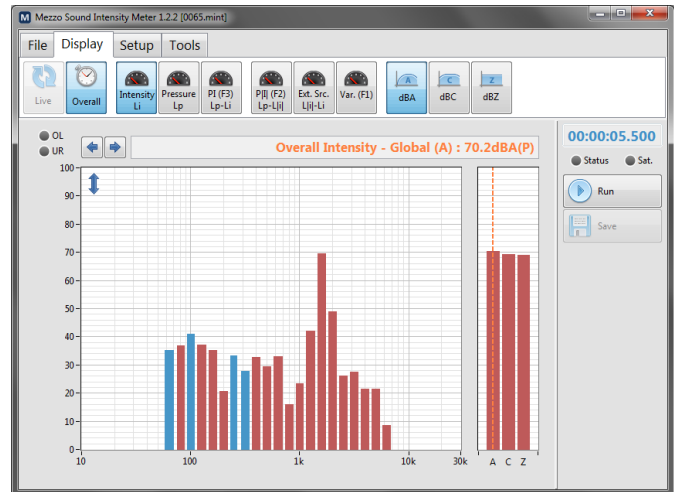 Mezzo Sound Intensity Meter 1.2.2 [0065.mint]
File Display Setup Tools
Live
Overall
Intensity
Li
Pressure
Lp
PI (F3)
Lp-Li
P|I| (F2)
Lp-L|i|
Ext. Src.
L|i|-Li
Var. (F1)
A
dBA
C
dBC
Z
dBZ
OL
UR
Overall Intensity - Global (A) : 70.2dBA(P)
00:00:05.500
Status Sat.
Run
Save
100
90
80
70
60
50
40
30
20
10
0
10 100 1k 10k 30k
A C Z